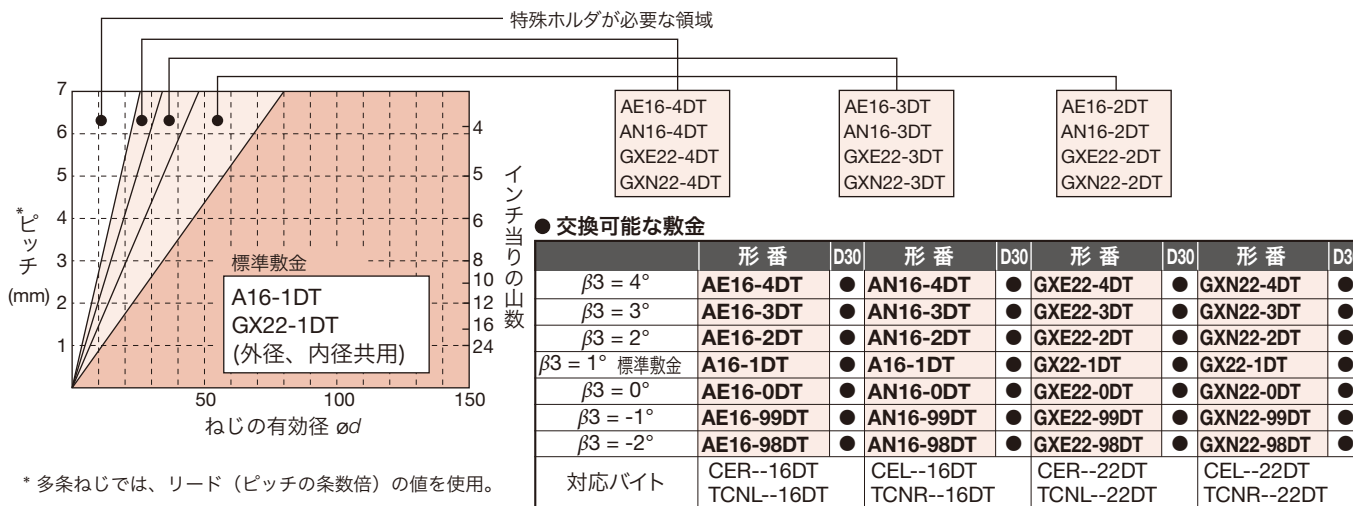 特殊ホルダが必要な領域
7
6
5
4
3
2
1
*ピッチ
(mm)
4
5
6
8
10
12
16
24
インチ当りの山数
標準敷金
A16-1DT
GX22-1DT
(外径、内径共用)
50
100
150
ねじの有効径 ød
* 多条ねじでは、リード（ピッチの条数倍）の値を使用。
AE16-4DT
AN16-4DT
GXE22-4DT
GXN22-4DT
AE16-3DT
AN16-3DT
GXE22-3DT
GXN22-3DT
AE16-2DT
AN16-2DT
GXE22-2DT
GXN22-2DT
● 交換可能な敷金
形 番 D30 形 番 D30 形 番 D30 形 番 D30
β3 = 4° AE16-4DT ● AN16-4DT ● GXE22-4DT ● GXN22-4DT ●
β3 = 3° AE16-3DT ● AN16-3DT ● GXE22-3DT ● GXN22-3DT ●
β3 = 2° AE16-2DT ● AN16-2DT ● GXE22-2DT ● GXN22-2DT ●
β3 = 1° 標準敷金 A16-1DT ● A16-1DT ● GX22-1DT ● GX22-1DT ●
β3 = 0° AE16-0DT ● AN16-0DT ● GXE22-0DT ● GXN22-0DT ●
β3 = -1° AE16-99DT ● AN16-99DT ● GXE22-99DT ● GXN22-99DT ●
β3 = -2° AE16-98DT ● AN16-98DT ● GXE22-98DT ● GXN22-98DT ●
対応バイト CER--16DT CEL--16DT CER--22DT CEL--22DT
TCNL--16DT TCNR--16DT TCNL--22DT TCNR--22DT